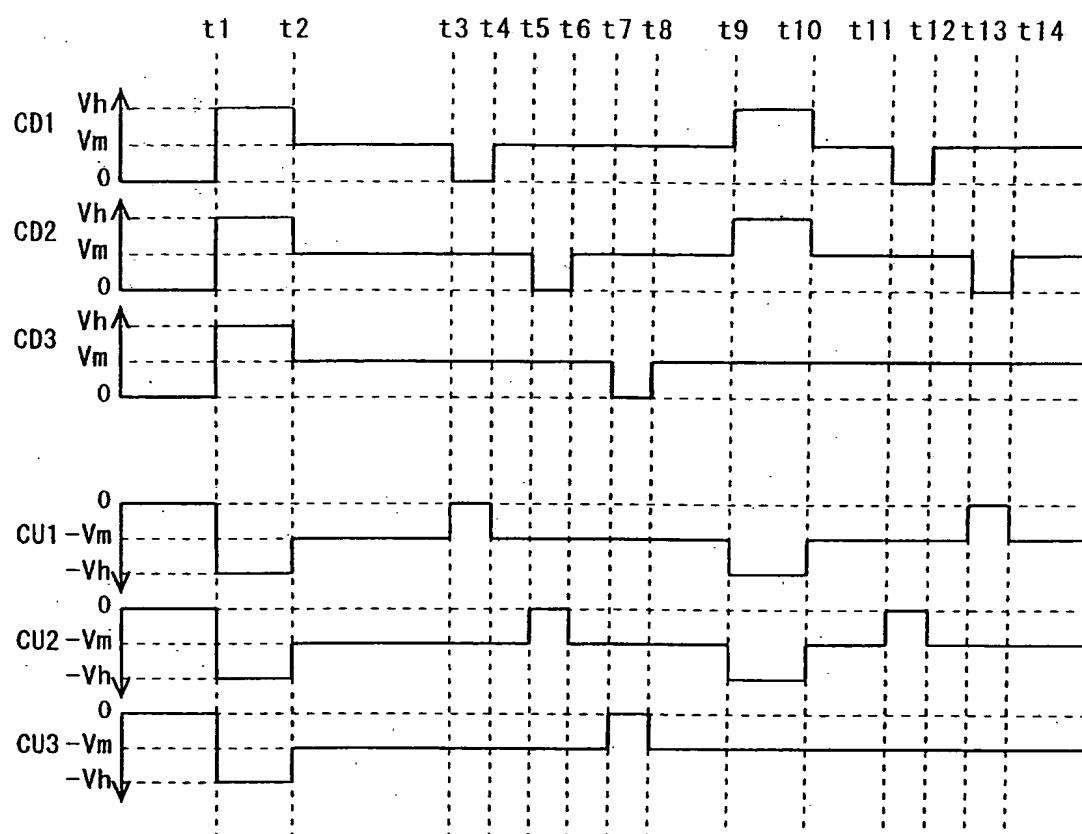 t1 t2 t3 t4 t5 t6 t7 t8 t9 t10 t11 t12 t13 t14
Vh
CD1
Vm
0
Vh
CD2
Vm
0
Vh
CD3
Vm
0
0
CU1 -Vm
-Vh
0
CU2 -Vm
-Vh
0
CU3 -Vm
-Vh